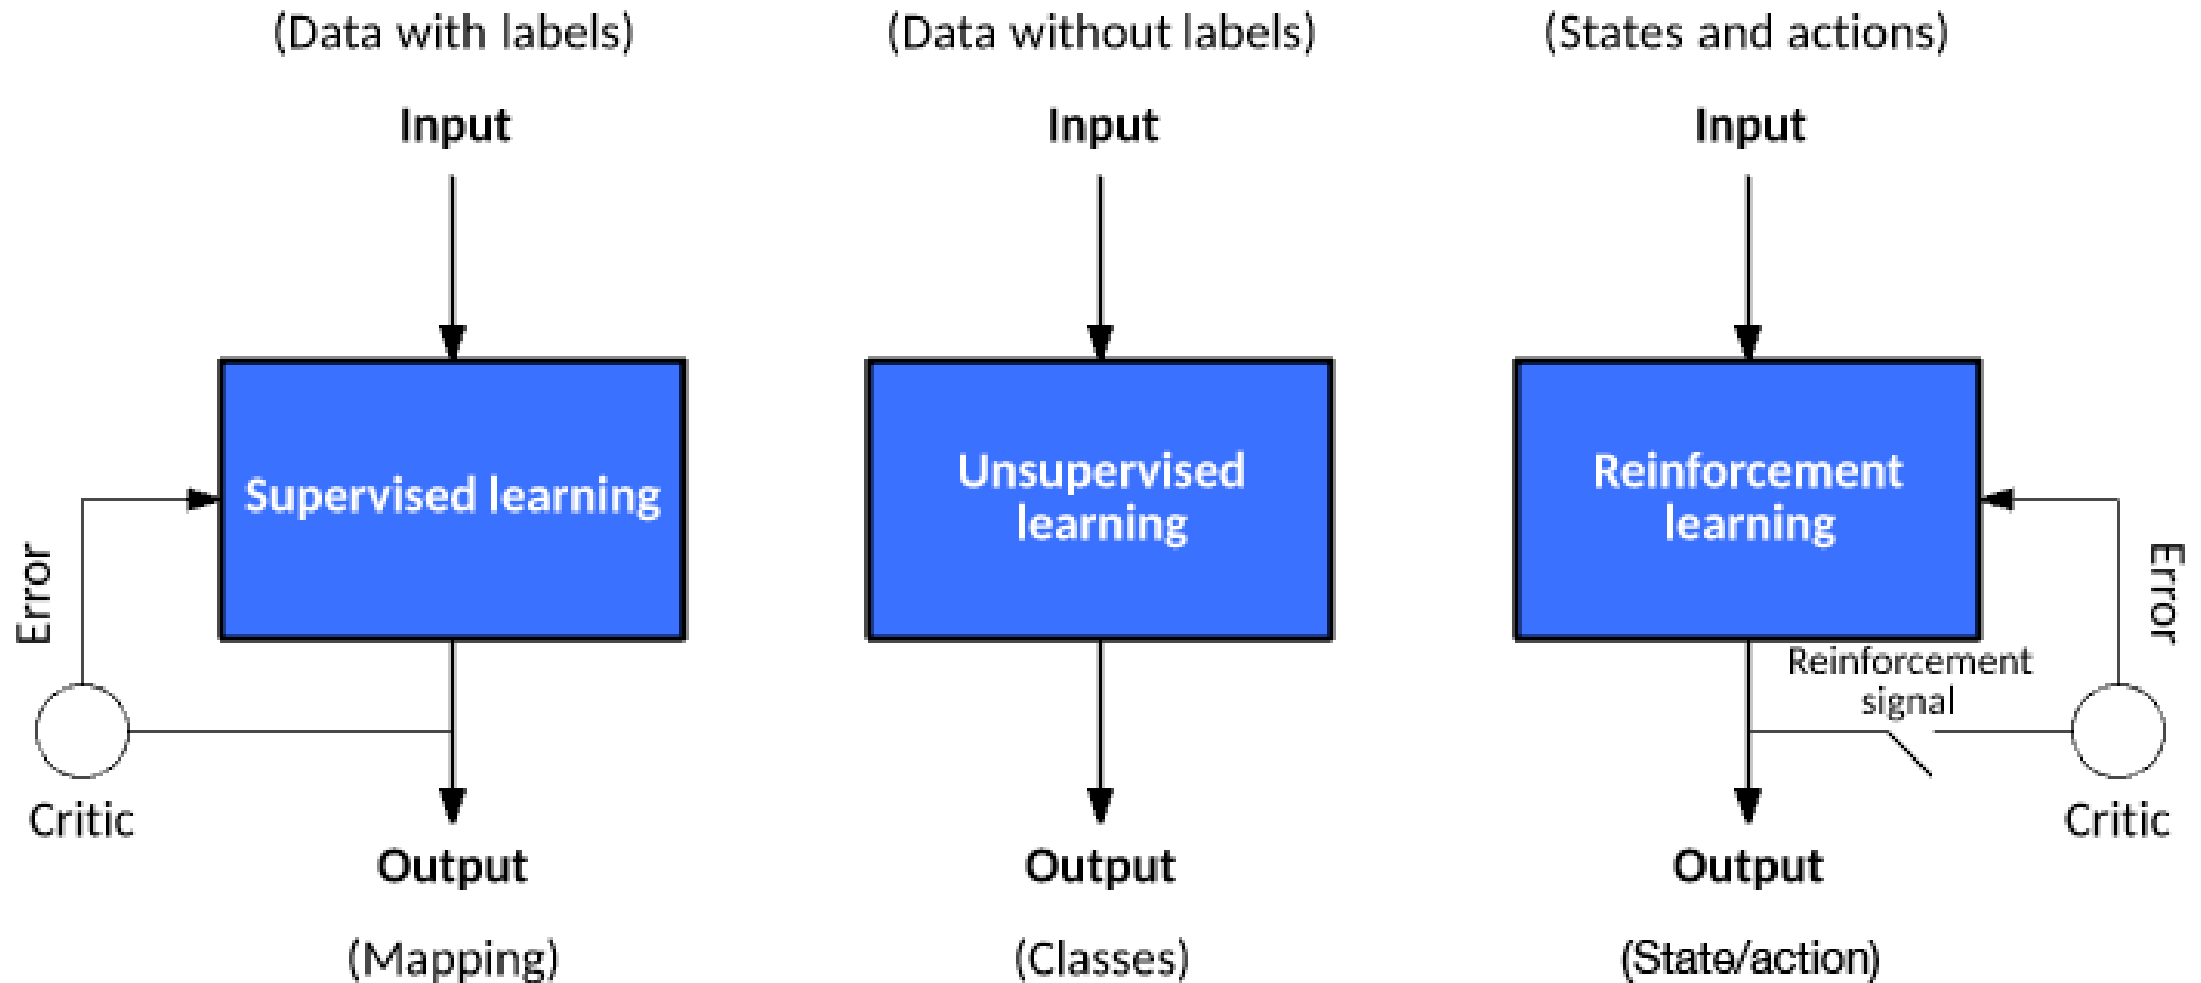 (Data with labels)
Input
Supervised learning
Error
Critic
Output
(Mapping)
(Data without labels)
Input
Unsupervised
learning
Output
(Classes)
(States and actions)
Input
Reinforcement
learning
Error
Reinforcement
signal
Critic
Output
(State/action)